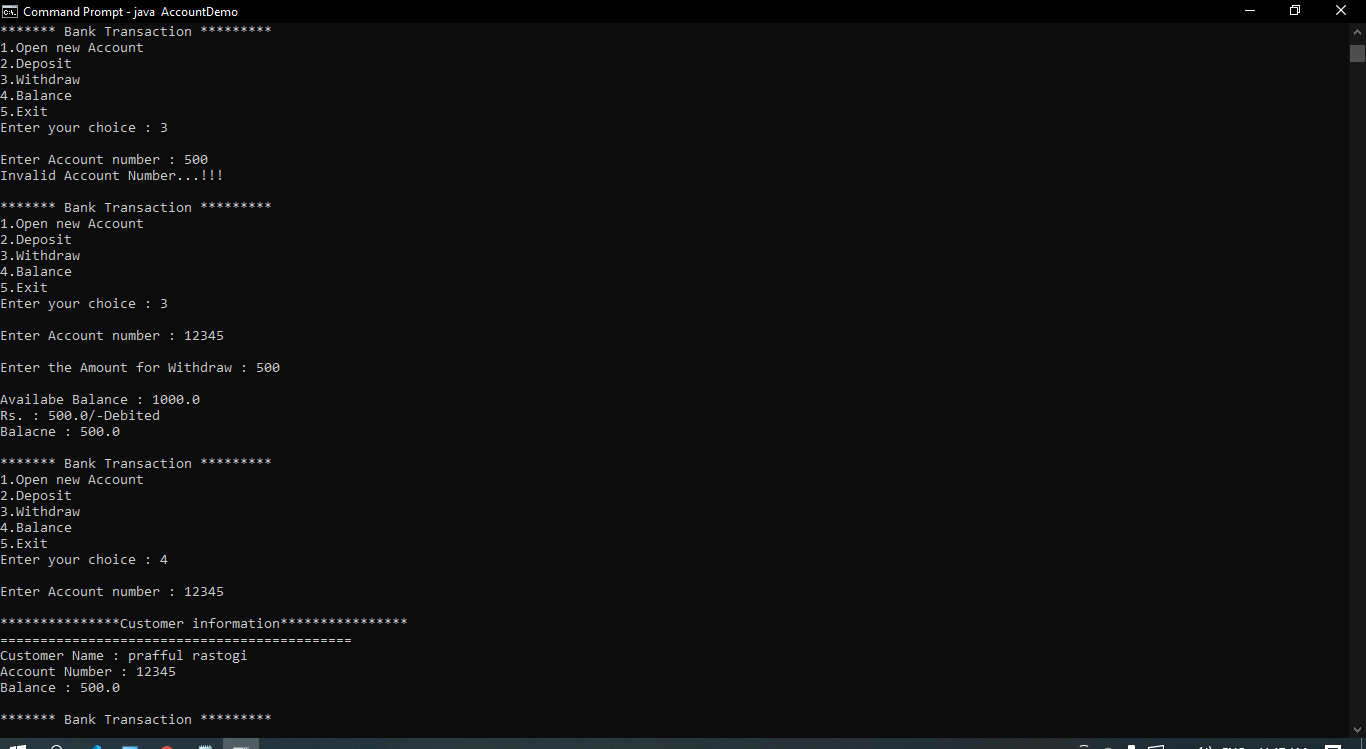 Command Prompt - java  AccountDemo
******* Bank Transaction *********
1.Open new Account
2.Deposit
3.Withdraw
4.Balance
5.Exit
Enter your choice : 3
Enter Account number : 500
Invalid Account Number...!!!
******* Bank Transaction *********
1.Open new Account
2.Deposit
3.Withdraw
4.Balance
5.Exit
Enter your choice : 3
Enter Account number : 12345
Enter the Amount for Withdraw : 500
Availabe Balance : 1000.0
Rs. : 500.0/-Debited
Balacne : 500.0
******* Bank Transaction *********
1.Open new Account
2.Deposit
3.Withdraw
4.Balance
5.Exit
Enter your choice : 4
Enter Account number : 12345
***************Customer information****************
============================================
Customer Name : prafful rastogi
Account Number : 12345
Balance : 500.0
******* Bank Transaction *********